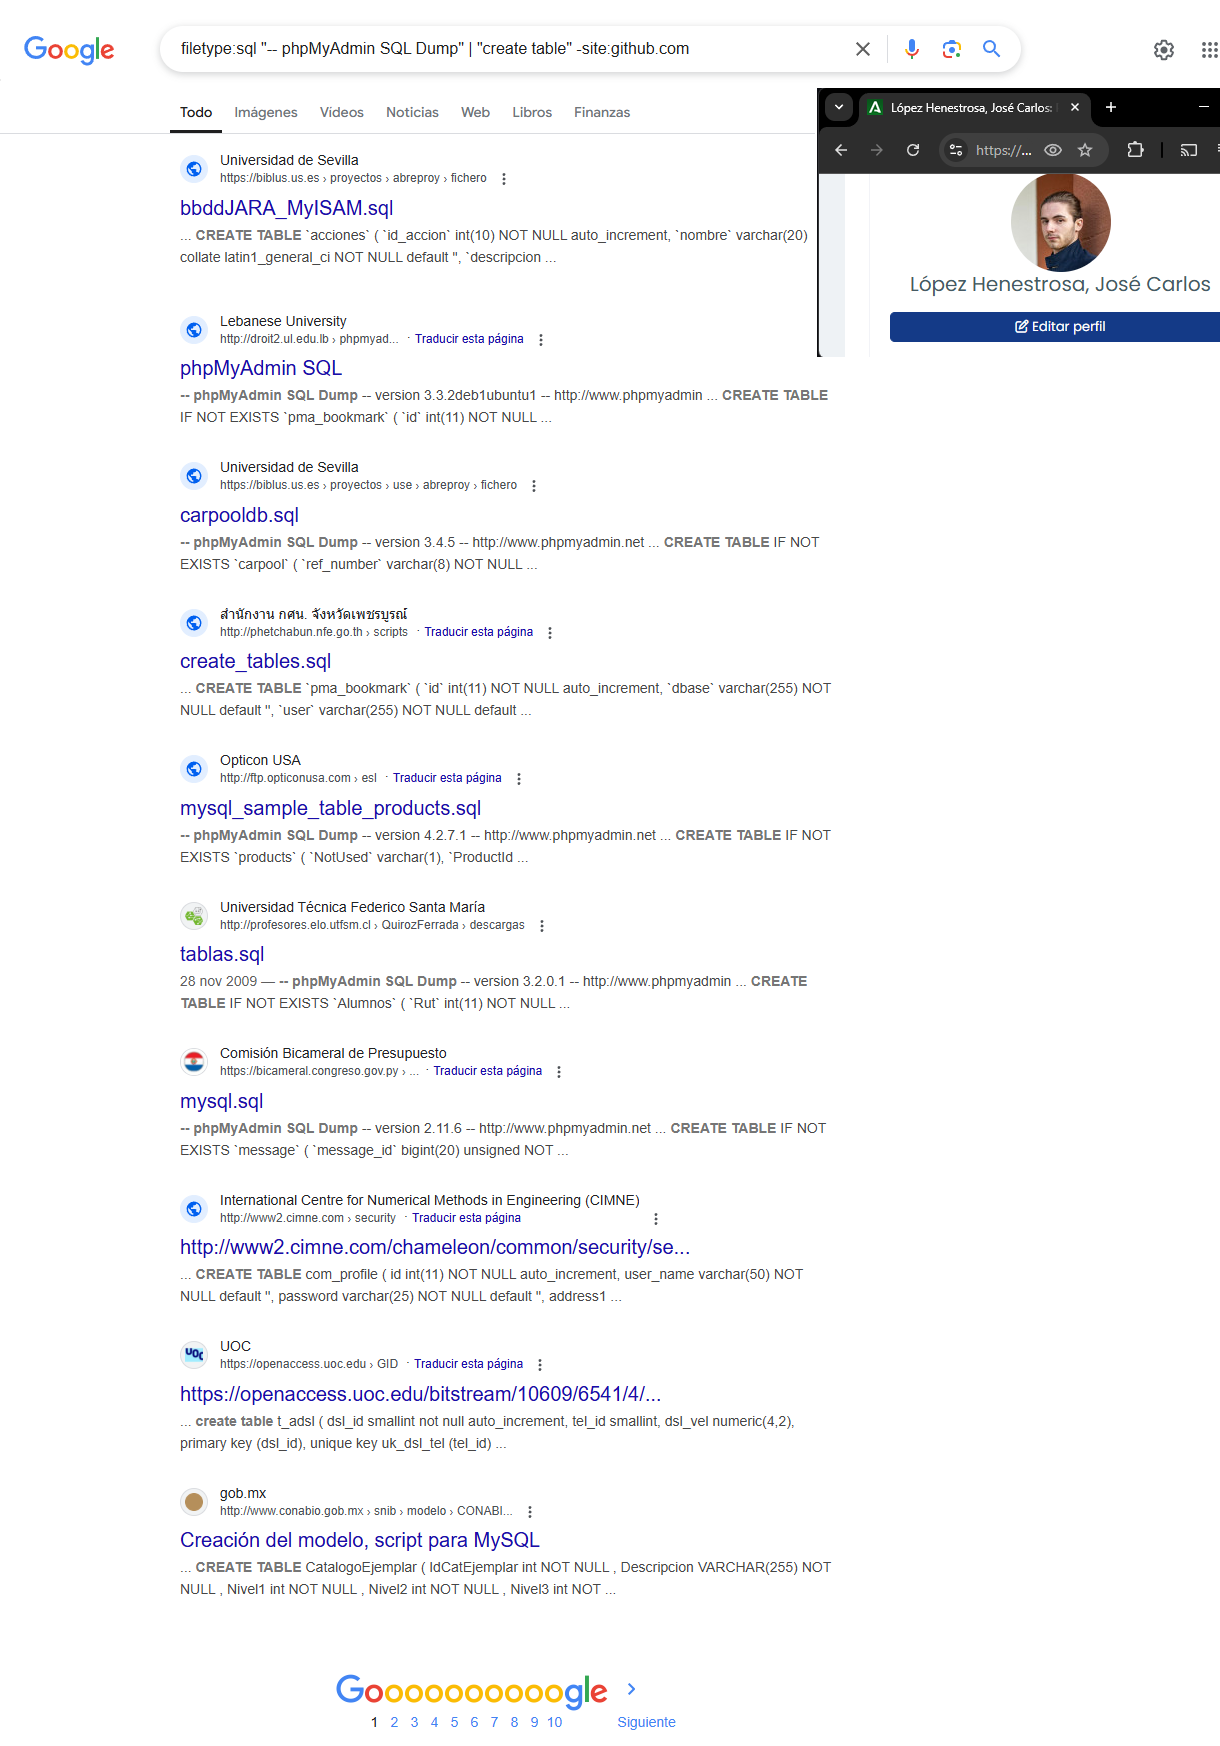 Google
filetype:sql "-- phpMyAdmin SQL Dump" | "create table" -site:github.com
Todo Imágenes Vídeos Noticias Web Libros Finanzas
López Henestrosa, José Carlos:
https://...
López Henestrosa, José Carlos
Editar perfil
Universidad de Sevilla
https://biblus.us.es › proyectos › abreproy › fichero
bbddJARA_MyISAM.sql
... CREATE TABLE `acciones` ( `id_accion` int(10) NOT NULL auto_increment, `nombre` varchar(20)
collate latin1_general_ci NOT NULL default '', `descripcion ...
Lebanese University
http://droit2.ul.edu.lb › phpmyad... · Traducir esta página
phpMyAdmin SQL
-- phpMyAdmin SQL Dump -- version 3.3.2deb1ubuntu1 -- http://www.phpmyadmin ... CREATE TABLE
IF NOT EXISTS `pma_bookmark` ( `id` int(11) NOT NULL ...
Universidad de Sevilla
https://biblus.us.es › proyectos › use › abreproy › fichero
carpooldb.sql
-- phpMyAdmin SQL Dump -- version 3.4.5 -- http://www.phpmyadmin.net ... CREATE TABLE IF NOT
EXISTS `carpool` ( `ref_number` varchar(8) NOT NULL ...
สำนักงาน กศน. จังหวัดเพชรบูรณ์
http://phetchabun.nfe.go.th › scripts · Traducir esta página
create_tables.sql
... CREATE TABLE `pma_bookmark` ( `id` int(11) NOT NULL auto_increment, `dbase` varchar(255) NOT
NULL default '', `user` varchar(255) NOT NULL default ...
Opticon USA
http://ftp.opticonusa.com › esl · Traducir esta página
mysql_sample_table_products.sql
-- phpMyAdmin SQL Dump -- version 4.2.7.1 -- http://www.phpmyadmin.net ... CREATE TABLE IF NOT
EXISTS `products` ( `NotUsed` varchar(1), `ProductId ...
Universidad Técnica Federico Santa María
http://profesores.elo.utfsm.cl › QuirozFerrada › descargas
tablas.sql
28 nov 2009 — -- phpMyAdmin SQL Dump -- version 3.2.0.1 -- http://www.phpmyadmin ... CREATE
TABLE IF NOT EXISTS `Alumnos` ( `Rut` int(11) NOT NULL ...
Comisión Bicameral de Presupuesto
https://bicameral.congreso.gov.py › ... · Traducir esta página
mysql.sql
-- phpMyAdmin SQL Dump -- version 2.11.6 -- http://www.phpmyadmin.net ... CREATE TABLE IF NOT
EXISTS `message` ( `message_id` bigint(20) unsigned NOT ...
International Centre for Numerical Methods in Engineering (CIMNE)
http://www2.cimne.com › security · Traducir esta página
http://www2.cimne.com/chameleon/common/security/se...
... CREATE TABLE com_profile ( id int(11) NOT NULL auto_increment, user_name varchar(50) NOT
NULL default '', password varchar(25) NOT NULL default '', address1 ...
UOC
https://openaccess.uoc.edu › GID · Traducir esta página
https://openaccess.uoc.edu/bitstream/10609/6541/4/...
... create table t_adsl ( dsl_id smallint not null auto_increment, tel_id smallint, dsl_vel numeric(4,2),
primary key (dsl_id), unique key uk_dsl_tel (tel_id) ...
gob.mx
http://www.conabio.gob.mx › snib › modelo › CONABI...
Creación del modelo, script para MySQL
... CREATE TABLE CatalogoEjemplar ( IdCatEjemplar int NOT NULL , Descripcion VARCHAR(255) NOT
NULL , Nivel1 int NOT NULL , Nivel2 int NOT NULL , Nivel3 int NOT ...
Goooooooooogle
1 2 3 4 5 6 7 8 9 10 Siguiente